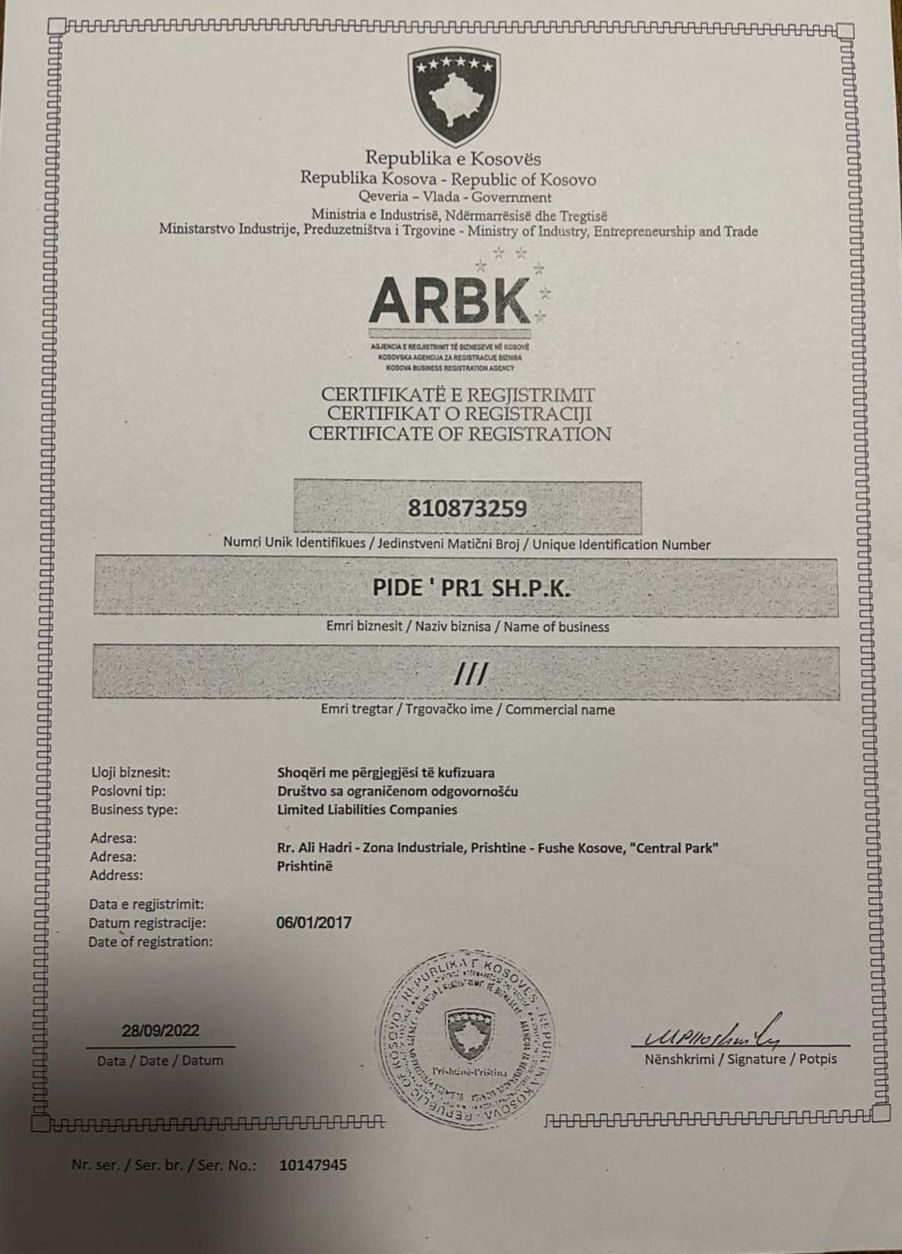 Republika e Kosovës
Republika Kosova - Republic of Kosovo
Qeveria – Vlada - Government
Ministria e Industrisë, Ndërmarrësisë dhe Tregtisë
Ministarstvo Industrije, Preduzetništva i Trgovine - Ministry of Industry, Entrepreneurship and Trade
ARBK
AGJENCIA E REGJISTRIMIT TË BIZNESEVE NË KOSOVË
KOSOVSKA AGENCIJA ZA REGISTRACIJE BIZNISA
KOSOVA BUSINESS REGISTRATION AGENCY
CERTIFIKATË E REGJISTRIMIT
CERTIFIKAT O REGISTRACIJI
CERTIFICATE OF REGISTRATION
810873259
Numri Unik Identifikues / Jedinstveni Matični Broj / Unique Identification Number
PIDE ' PR1 SH.P.K.
Emri biznesit / Naziv biznisa / Name of business
///
Emri tregtar / Trgovačko ime / Commercial name
Lloji biznesit: Shoqëri me përgjegjësi të kufizuara
Poslovni tip: Društvo sa ograničenom odgovornošću
Business type: Limited Liabilities Companies
Adresa:
Adresa: Rr. Ali Hadri - Zona Industriale, Prishtine - Fushe Kosove, "Central Park"
Address: Prishtinë
Data e regjistrimit:
Datum registracije: 06/01/2017
Date of registration:
REPUBLIKA E KOSOVËS - REPUBLIKA KOSOVA - REPUBLIC OF KOSOVO
Prishtinë-Priština
28/09/2022
Data / Date / Datum
Nënshkrimi / Signature / Potpis
Nr. ser. / Ser. br. / Ser. No.: 10147945